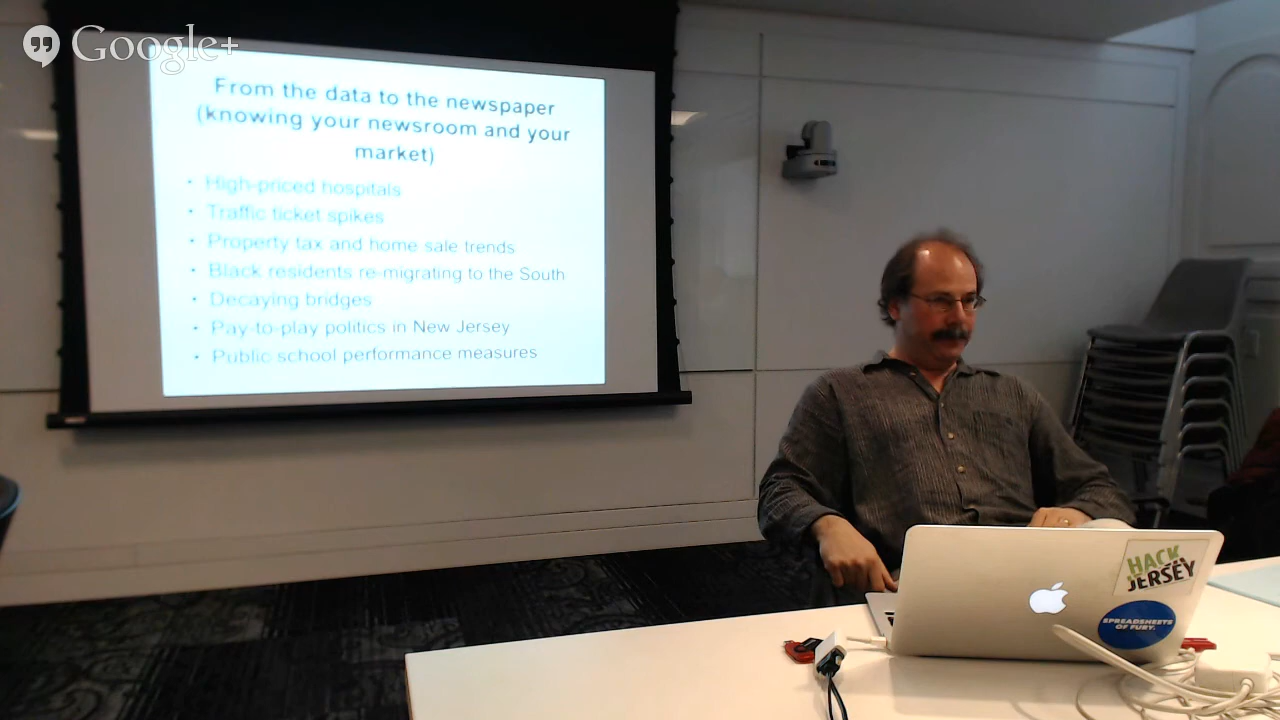 Google+
From the data to the newspaper
(knowing your newsroom and your
market)
• High-priced hospitals
• Traffic ticket spikes
• Property tax and home sale trends
• Black residents re-migrating to the South
• Decaying bridges
• Pay-to-play politics in New Jersey
• Public school performance measures
HACK
JERSEY
SPREADSHEETS
OF FURY.